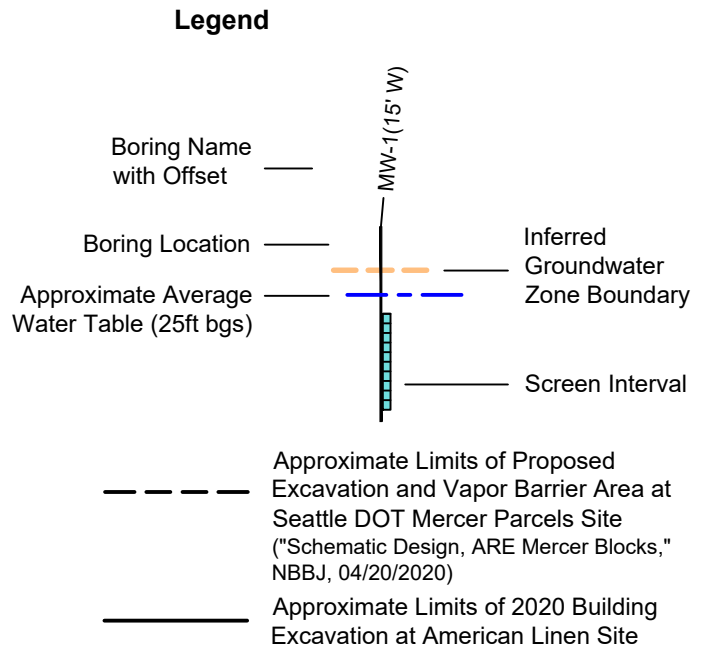 Legend
MW-1(15' W)
Boring Name
with Offset
Boring Location
Approximate Average
Water Table (25ft bgs)
Inferred
Groundwater
Zone Boundary
Screen Interval
Approximate Limits of Proposed
Excavation and Vapor Barrier Area at
Seattle DOT Mercer Parcels Site
("Schematic Design, ARE Mercer Blocks,"
NBBJ, 04/20/2020)
Approximate Limits of 2020 Building
Excavation at American Linen Site